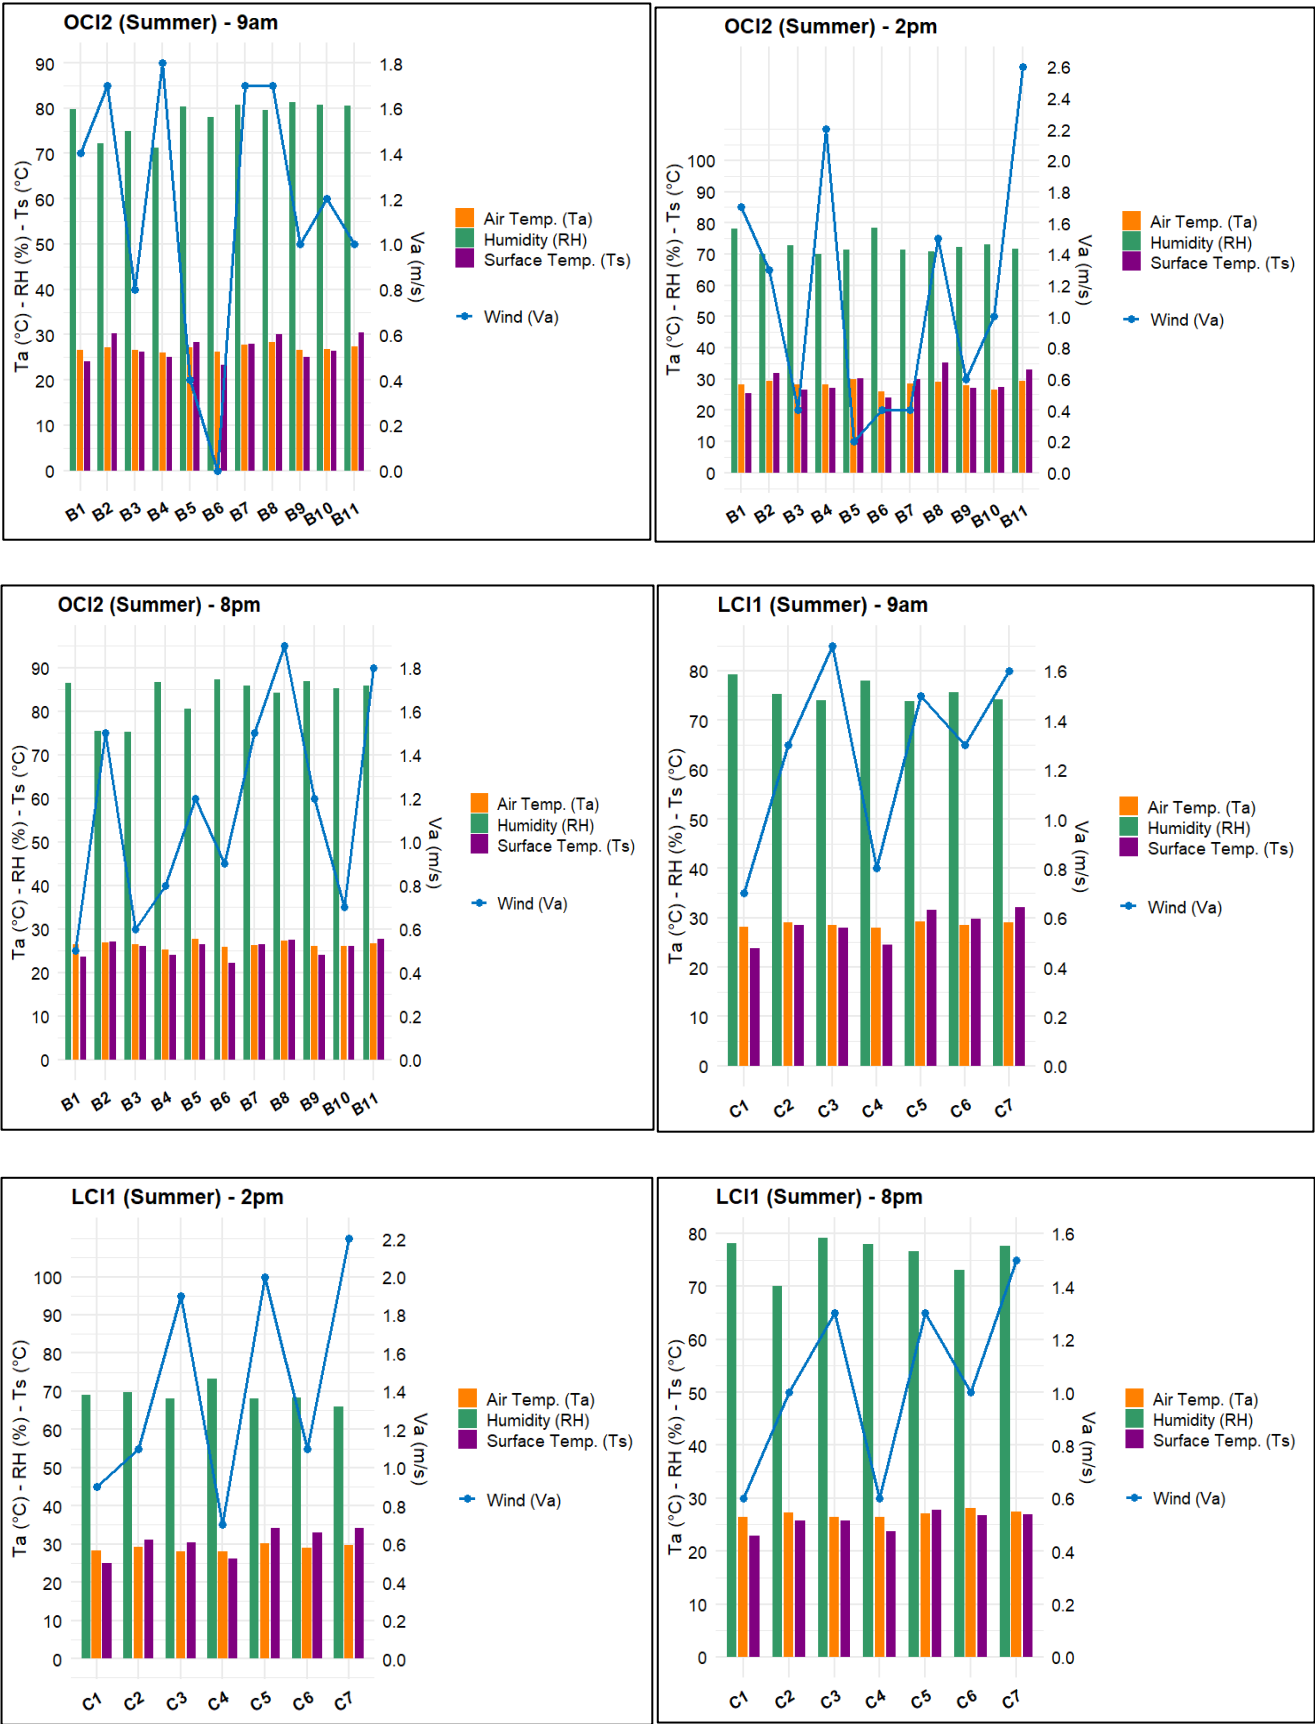 OCI2 (Summer) - 9am
90
80
70
60
50
40
30
20
10
0
Ta (°C) - RH (%) - Ts (°C)
1.8
1.6
1.4
1.2
1.0
0.8
0.6
0.4
0.2
0.0
Va (m/s)
B1 B2 B3 B4 B5 B6 B7 B8 B9 B10 B11
Air Temp. (Ta)
Humidity (RH)
Surface Temp. (Ts)
Wind (Va)
OCI2 (Summer) - 2pm
100
90
80
70
60
50
40
30
20
10
0
Ta (°C) - RH (%) - Ts (°C)
2.6
2.4
2.2
2.0
1.8
1.6
1.4
1.2
1.0
0.8
0.6
0.4
0.2
0.0
Va (m/s)
B1 B2 B3 B4 B5 B6 B7 B8 B9 B10 B11
Air Temp. (Ta)
Humidity (RH)
Surface Temp. (Ts)
Wind (Va)
OCI2 (Summer) - 8pm
90
80
70
60
50
40
30
20
10
0
Ta (°C) - RH (%) - Ts (°C)
1.8
1.6
1.4
1.2
1.0
0.8
0.6
0.4
0.2
0.0
Va (m/s)
B1 B2 B3 B4 B5 B6 B7 B8 B9 B10 B11
Air Temp. (Ta)
Humidity (RH)
Surface Temp. (Ts)
Wind (Va)
LCI1 (Summer) - 9am
80
70
60
50
40
30
20
10
0
Ta (°C) - RH (%) - Ts (°C)
1.6
1.4
1.2
1.0
0.8
0.6
0.4
0.2
0.0
Va (m/s)
C1 C2 C3 C4 C5 C6 C7
Air Temp. (Ta)
Humidity (RH)
Surface Temp. (Ts)
Wind (Va)
LCI1 (Summer) - 2pm
100
90
80
70
60
50
40
30
20
10
0
Ta (°C) - RH (%) - Ts (°C)
2.2
2.0
1.8
1.6
1.4
1.2
1.0
0.8
0.6
0.4
0.2
0.0
Va (m/s)
C1 C2 C3 C4 C5 C6 C7
Air Temp. (Ta)
Humidity (RH)
Surface Temp. (Ts)
Wind (Va)
LCI1 (Summer) - 8pm
80
70
60
50
40
30
20
10
0
Ta (°C) - RH (%) - Ts (°C)
1.6
1.4
1.2
1.0
0.8
0.6
0.4
0.2
0.0
Va (m/s)
C1 C2 C3 C4 C5 C6 C7
Air Temp. (Ta)
Humidity (RH)
Surface Temp. (Ts)
Wind (Va)